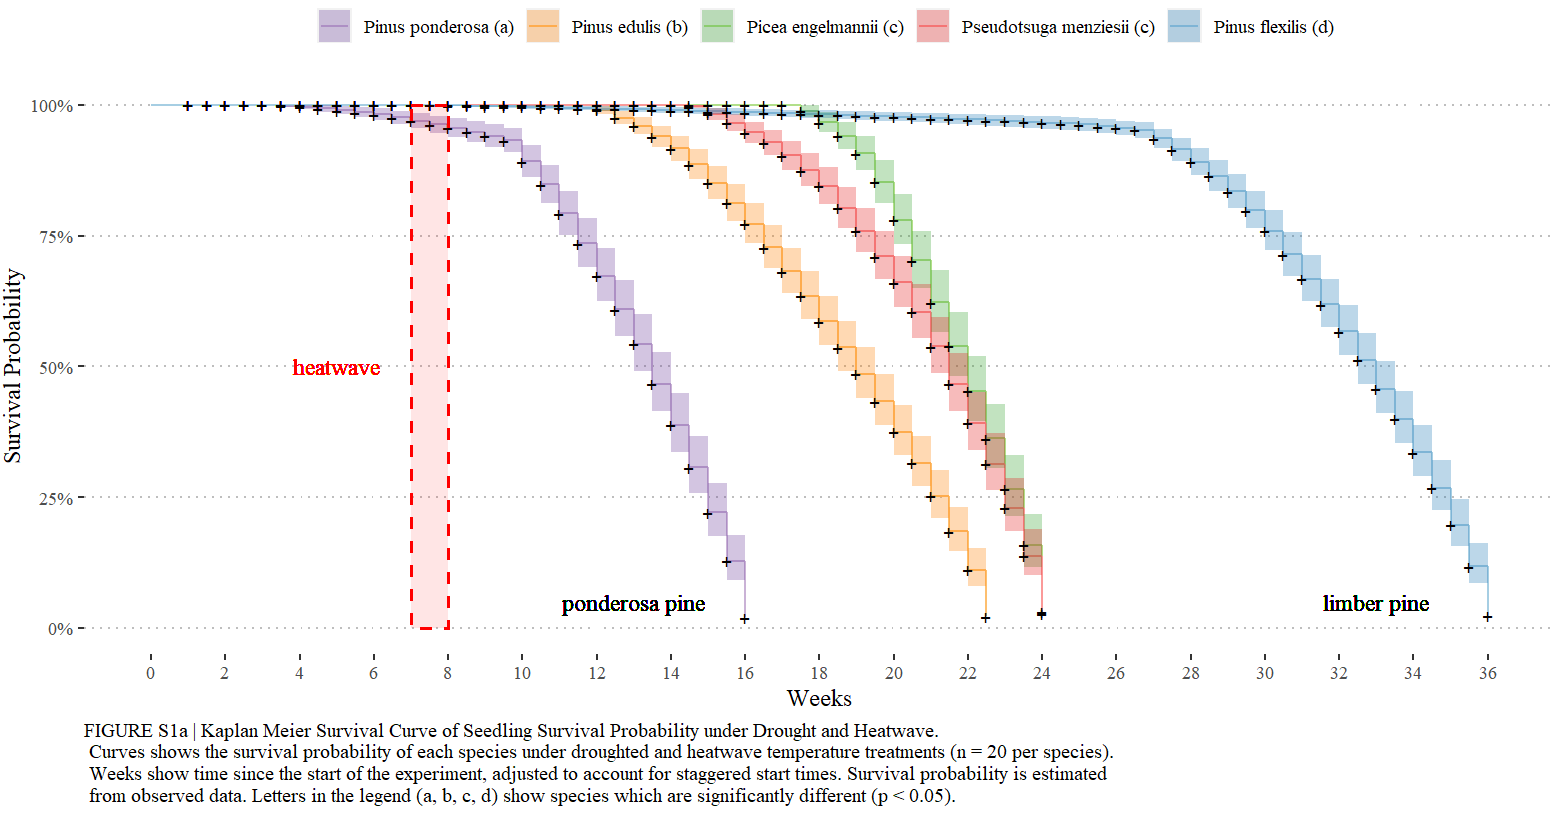 Pinus ponderosa (a) Pinus edulis (b) Picea engelmannii (c) Pseudotsuga menziesii (c) Pinus flexilis (d)
100%
75%
50%
25%
0%
Survival Probability
heatwave
ponderosa pine
limber pine
0 2 4 6 8 10 12 14 16 18 20 22 24 26 28 30 32 34 36
Weeks
FIGURE S1a | Kaplan Meier Survival Curve of Seedling Survival Probability under Drought and Heatwave.
Curves shows the survival probability of each species under droughted and heatwave temperature treatments (n = 20 per species).
Weeks show time since the start of the experiment, adjusted to account for staggered start times. Survival probability is estimated
from observed data. Letters in the legend (a, b, c, d) show species which are significantly different (p < 0.05).